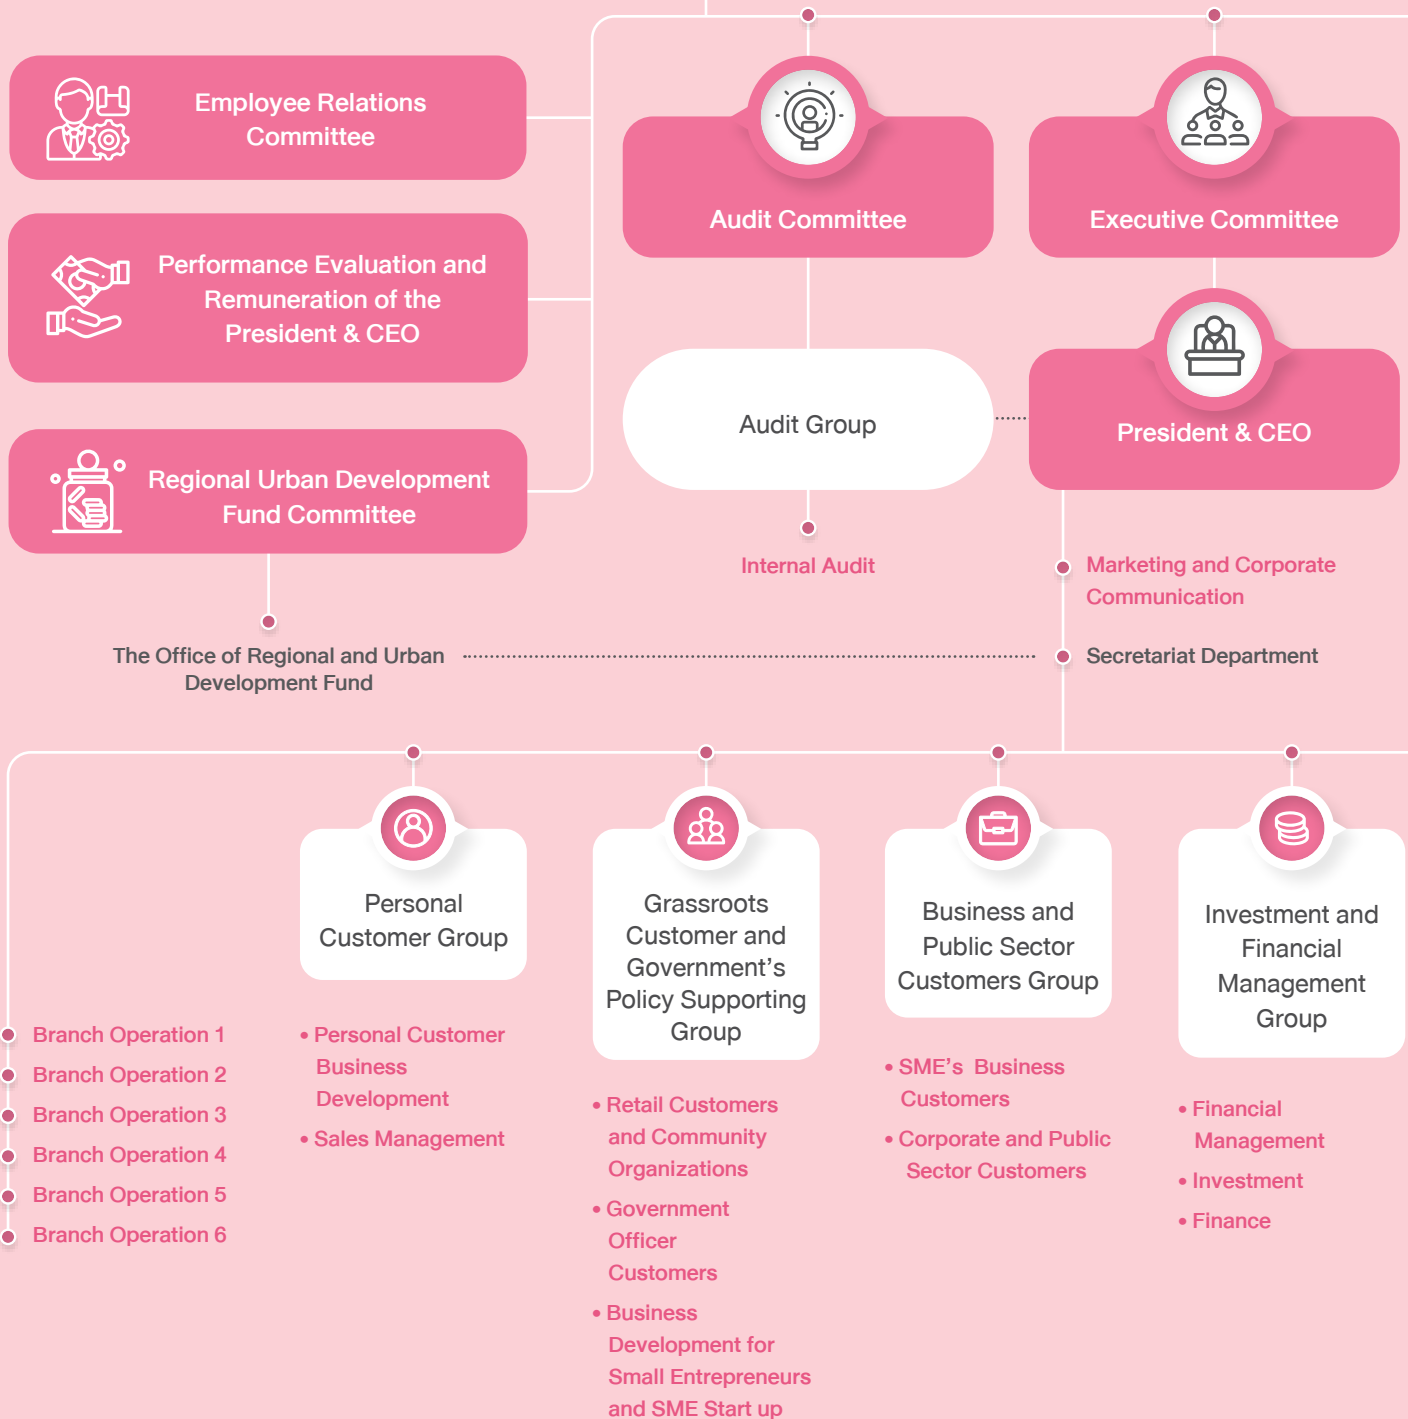 Employee Relations
Committee
Performance Evaluation and
Remuneration of the
President & CEO
Regional Urban Development
Fund Committee
The Office of Regional and Urban
Development Fund
Audit Committee
Audit Group
Internal Audit
Executive Committee
President & CEO
Marketing and Corporate
Communication
Secretariat Department
Branch Operation 1
Branch Operation 2
Branch Operation 3
Branch Operation 4
Branch Operation 5
Branch Operation 6
Personal
Customer Group
• Personal Customer
Business
Development
• Sales Management
Grassroots
Customer and
Government’s
Policy Supporting
Group
• Retail Customers
and Community
Organizations
• Government
Officer
Customers
• Business
Development for
Small Entrepreneurs
and SME Start up
Business and
Public Sector
Customers Group
• SME’s Business
Customers
• Corporate and Public
Sector Customers
Investment and
Financial
Management
Group
• Financial
Management
• Investment
• Finance